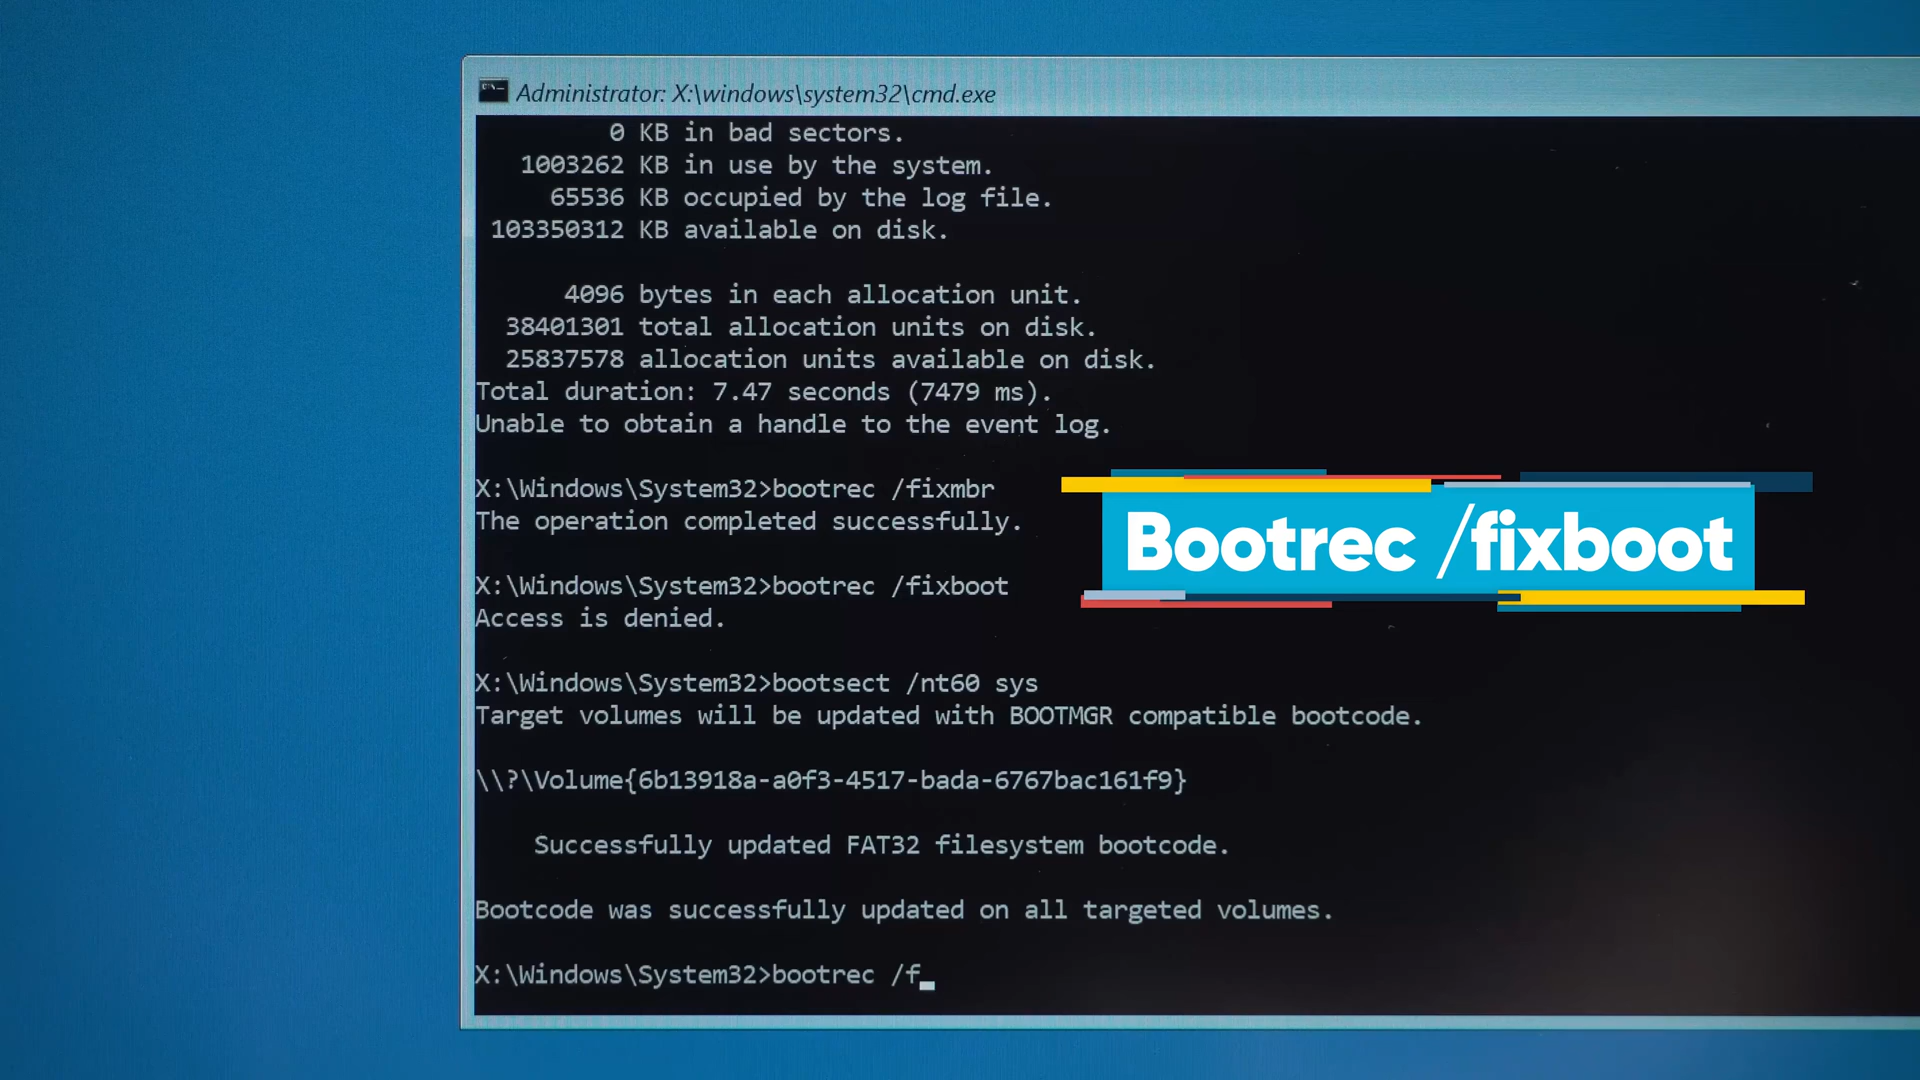 Administrator: X:\windows\system32\cmd.exe
0 KB in bad sectors.
1003262 KB in use by the system.
65536 KB occupied by the log file.
103350312 KB available on disk.
4096 bytes in each allocation unit.
38401301 total allocation units on disk.
25837578 allocation units available on disk.
Total duration: 7.47 seconds (7479 ms).
Unable to obtain a handle to the event log.
X:\Windows\System32>bootrec /fixmbr
The operation completed successfully.
Bootrec /fixboot
X:\Windows\System32>bootrec /fixboot
Access is denied.
X:\Windows\System32>bootsect /nt60 sys
Target volumes will be updated with BOOTMGR compatible bootcode.
\\?\Volume{6b13918a-a0f3-4517-bada-6767bac161f9}
Successfully updated FAT32 filesystem bootcode.
Bootcode was successfully updated on all targeted volumes.
X:\Windows\System32>bootrec /f_